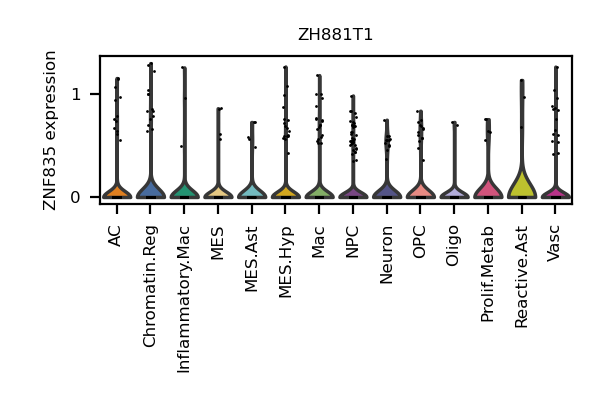 ZH881T1
ZNF835 expression
1
0
AC
Chromatin.Reg
Inflammatory.Mac
MES
MES.Ast
MES.Hyp
Mac
NPC
Neuron
OPC
Oligo
Prolif.Metab
Reactive.Ast
Vasc